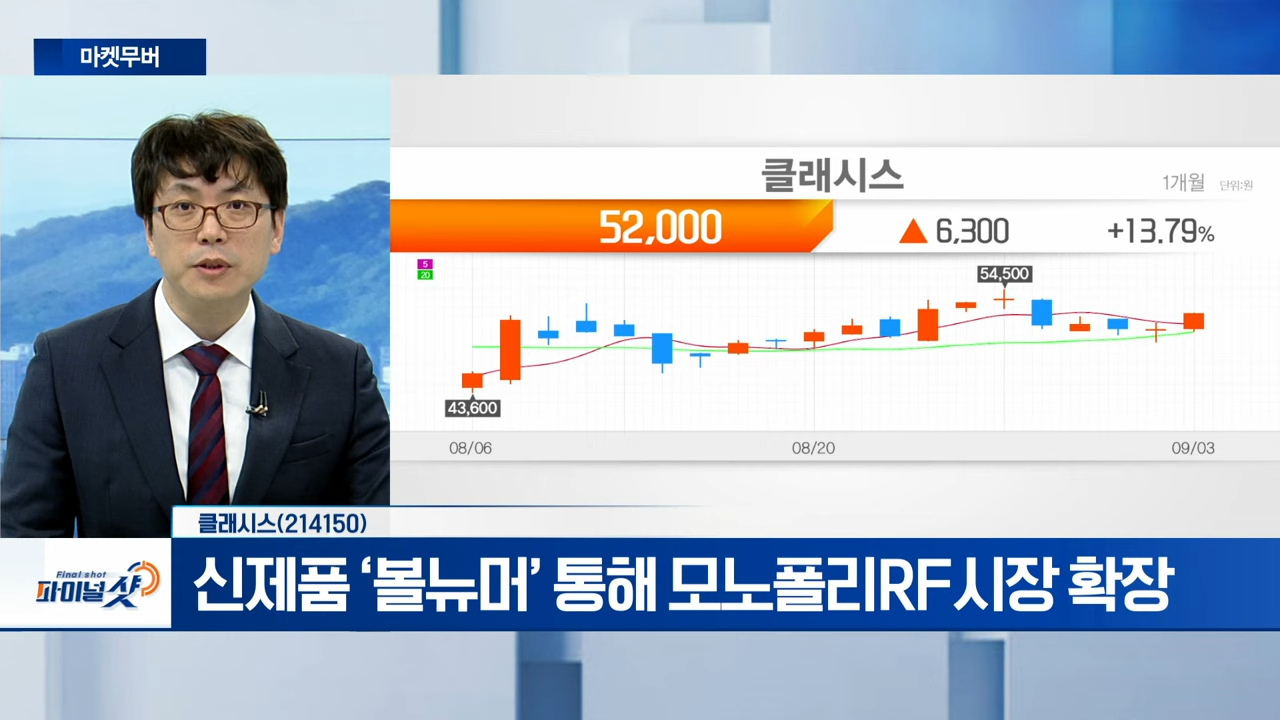 마켓무버
클래시스
1개월 단위:원
52,000 ▲ 6,300 +13.79%
5
20
54,500
43,600
08/06 08/20 09/03
클래시스(214150)
Final shot
파이널샷
신제품 ‘볼뉴머’ 통해 모노폴리RF시장 확장